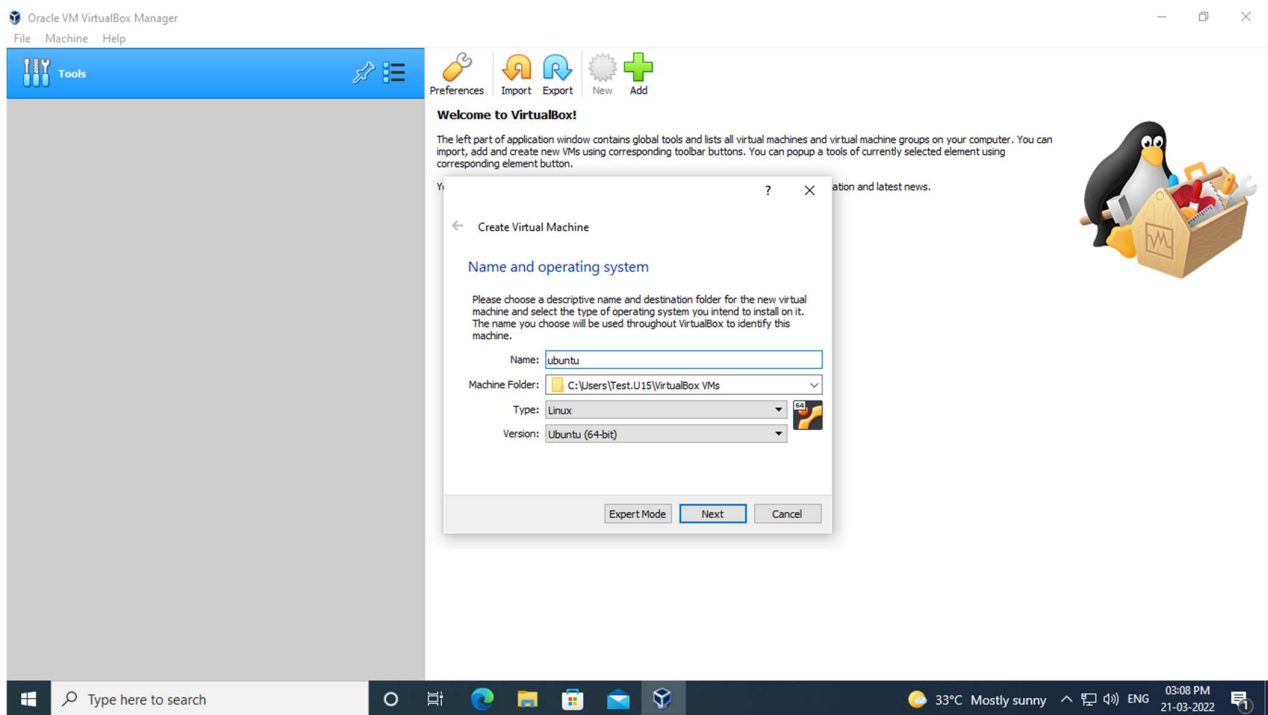 Oracle VM VirtualBox Manager
File Machine Help
Tools
Preferences Import Export New Add
Welcome to VirtualBox!
The left part of application window contains global tools and lists all virtual machines and virtual machine groups on your computer. You can
import, add and create new VMs using corresponding toolbar buttons. You can popup a tools of currently selected element using
corresponding element button.
ation and latest news.
?
Create Virtual Machine
Name and operating system
Please choose a descriptive name and destination folder for the new virtual
machine and select the type of operating system you intend to install on it.
The name you choose will be used throughout VirtualBox to identify this
machine.
Name: ubuntu
Machine Folder: C:\Users\Test.U15\VirtualBox VMs
Type: Linux
64
Version: Ubuntu (64-bit)
Expert Mode Next Cancel
Type here to search
33°C Mostly sunny ENG
03:08 PM
21-03-2022
1